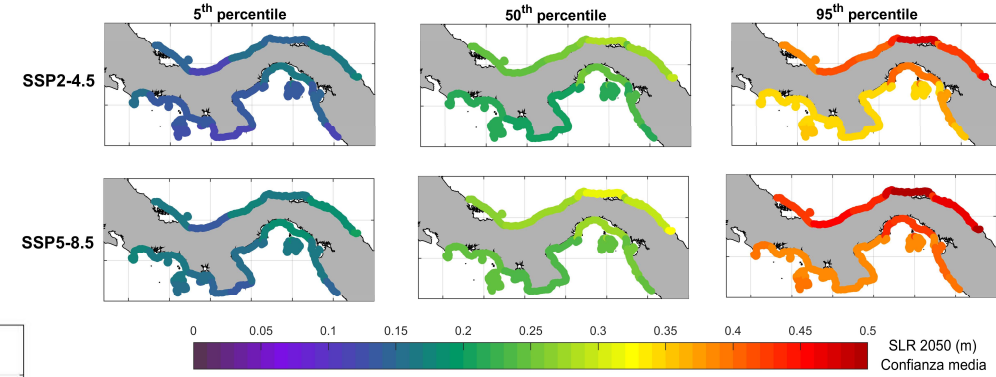 5th percentile 50th percentile 95th percentile
SSP2-4.5
SSP5-8.5
0 0.05 0.1 0.15 0.2 0.25 0.3 0.35 0.4 0.45 0.5
SLR 2050 (m)
Confianza media